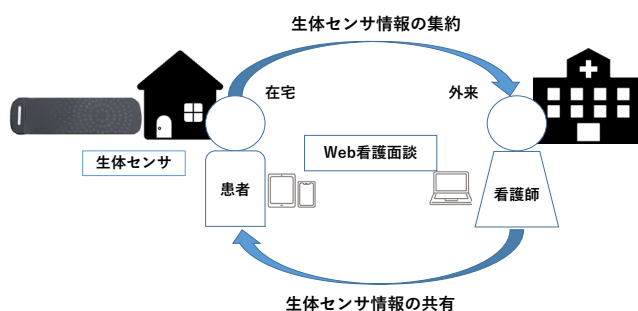 生体センサ情報の集約
在宅
外来
生体センサ
Web看護面談
患者
看護師
生体センサ情報の共有